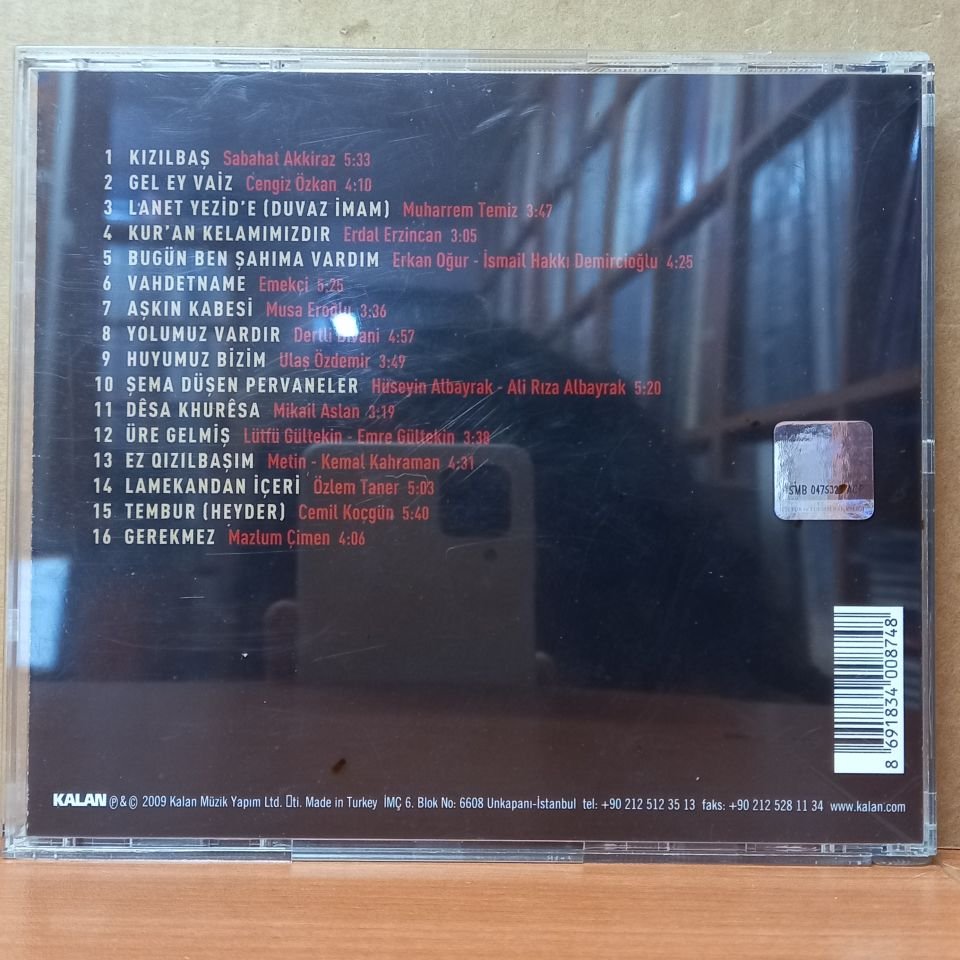 1 KIZILBAŞ Sabahat Akkiraz 5:33
2 GEL EY VAİZ Cengiz Özkan 4:10
3 LANET YEZİD'E (DUVAZ İMAM) Muharrem Temiz 3:47
4 KUR'AN KELAMIMIZDIR Erdal Erzincan 3:05
5 BUGÜN BEN ŞAHIMA VARDIM Erkan Oğur - İsmail Hakkı Demircioğlu 4:25
6 VAHDETNAME Emekçi 5:25
7 AŞKIN KABESİ Musa Eroğlu 3:36
8 YOLUMUZ VARDIR Dertli Divani 4:57
9 HUYUMUZ BİZİM Ulaş Özdemir 3:49
10 ŞEMA DÜŞEN PERVANELER Hüseyin Albayrak - Ali Rıza Albayrak 5:20
11 DÊSA KHURÊSA Mikail Aslan 3:19
12 ÜRE GELMİŞ Lütfü Gültekin - Emre Gültekin 3:38
13 EZ QIZILBAŞIM Metin - Kemal Kahraman 4:31
14 LAMEKANDAN İÇERİ Özlem Taner 5:03
15 TEMBUR (HEYDER) Cemil Koçgün 5:40
16 GEREKMEZ Mazlum Çimen 4:06
SMB
8 691834 008748
KALAN ℗ & © 2009 Kalan Müzik Yapım Ltd. ▯ti. Made in Turkey İMÇ 6. Blok No: 6608 Unkapanı-İstanbul tel: +90 212 512 35 13 faks: +90 212 528 11 34 www.kalan.com